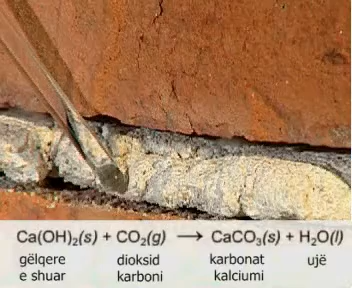 Ca(OH)₂(s) + CO₂(g) ⟶ CaCO₃(s) + H₂O(l)
gëlqere dioksid karbonat ujë
e shuar karboni kalciumi